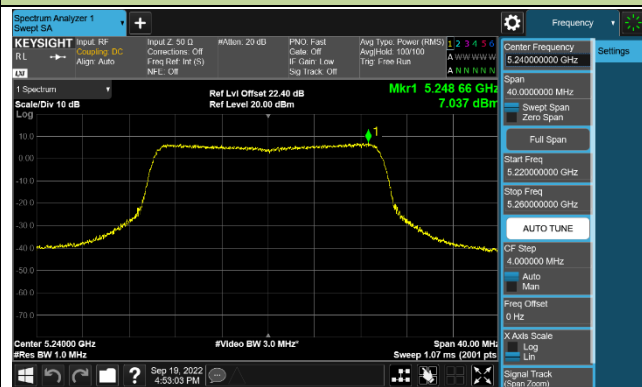 Spectrum Analyzer 1
Swept SA
+
Frequency
KEYSIGHT
RL
LXI
Input: RF
Coupling: DC
Align: Auto
Input Z: 50 Ω
Corrections: Off
Freq Ref: Int (S)
NFE: Off
#Atten: 20 dB
PNO: Fast
Gate: Off
IF Gain: Low
Sig Track: Off
Avg Type: Power (RMS)
Avg|Hold: 100/100
Trig: Free Run
1 2 3 4 5 6
A W W W W W
A N N N N N
1 Spectrum
Scale/Div 10 dB
Log
Ref Lvl Offset 22.40 dB
Ref Level 20.00 dBm
Mkr1 5.248 66 GHz
7.037 dBm
1
10.0
0.00
-10.0
-20.0
-30.0
-40.0
-50.0
-60.0
-70.0
Center 5.24000 GHz
#Res BW 1.0 MHz
#Video BW 3.0 MHz*
Span 40.00 MHz
Sweep 1.07 ms (2001 pts)
Sep 19, 2022
4:53:03 PM
?
Center Frequency
5.240000000 GHz
Span
40.0000000 MHz
Swept Span
Zero Span
Full Span
Start Freq
5.220000000 GHz
Stop Freq
5.260000000 GHz
AUTO TUNE
CF Step
4.000000 MHz
Auto
Man
Freq Offset
0 Hz
X Axis Scale
Log
Lin
Signal Track
(Span Zoom)
Settings